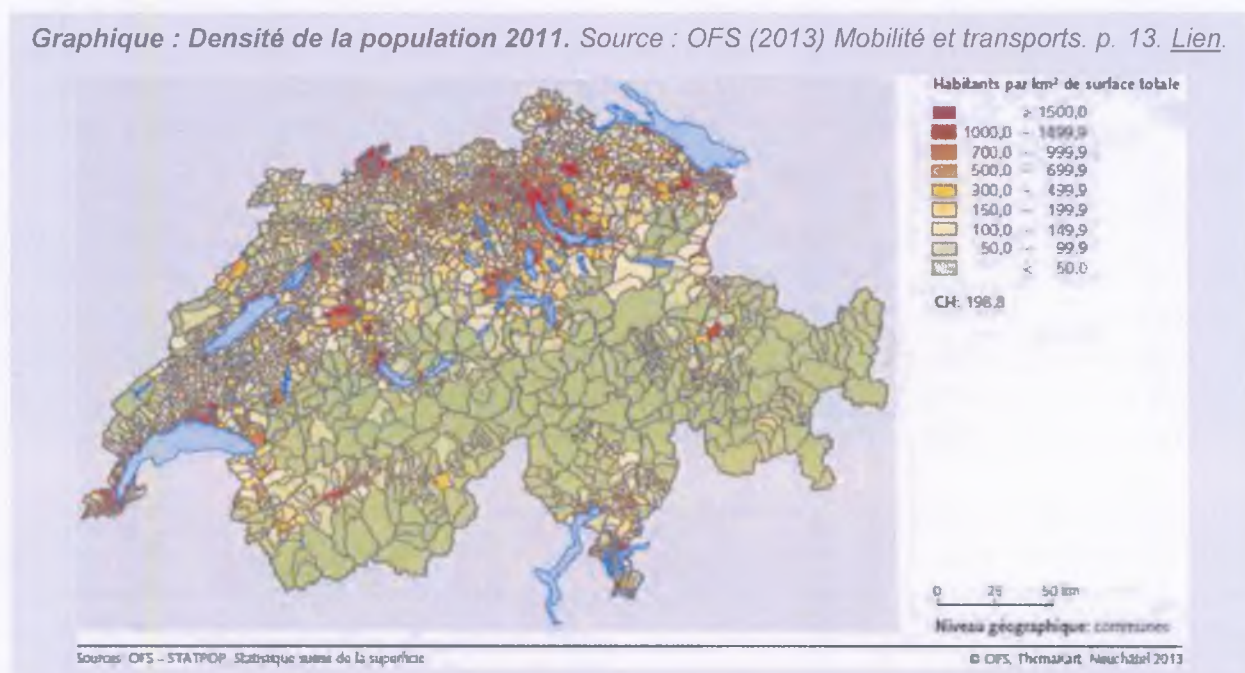 Graphique : Densité de la population 2011. Source : OFS (2013) Mobilité et transports. p. 13. Lien.
Habitants par km² de surface totale
> 1500,0
1000,0 – 1499,9
700,0 – 999,9
500,0 – 699,9
300,0 – 499,9
150,0 – 199,9
100,0 – 149,9
50,0 – 99,9
< 50,0
CH: 198,8
0 25 50 km
Niveau géographique: communes
Sources: OFS – STATPOP, Statistique suisse de la superficie
© OFS, ThemaKart, Neuchâtel 2013